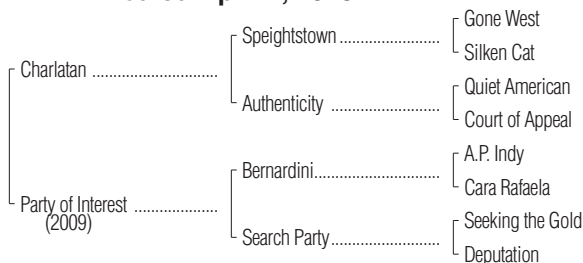 Charlatan
Party of Interest
(2009)
Speightstown
Authenticity
Bernardini
Search Party
Gone West
Silken Cat
Quiet American
Court of Appeal
A.P. Indy
Cara Rafaela
Seeking the Gold
Deputation